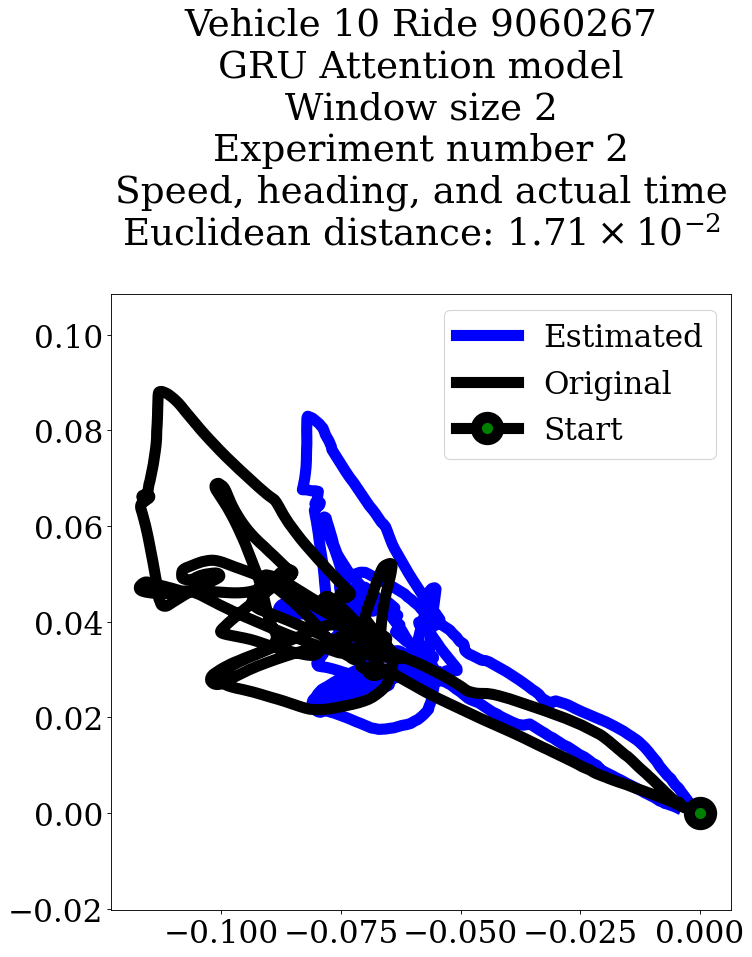 Vehicle 10 Ride 9060267
GRU Attention model
Window size 2
Experiment number 2
Speed, heading, and actual time
Euclidean distance: 1.71 × 10⁻²
Estimated
Original
Start
0.10
0.08
0.06
0.04
0.02
0.00
−0.02
−0.100 −0.075 −0.050 −0.025 0.000